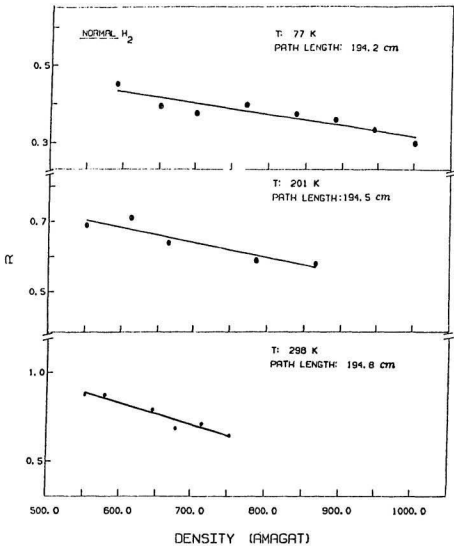 NORMAL H2
T: 77 K
PATH LENGTH: 194.2 cm
0.5
0.3
T: 201 K
PATH LENGTH: 194.5 cm
0.7
R
0.5
T: 298 K
PATH LENGTH: 194.8 cm
1.0
0.5
500.0 600.0 700.0 800.0 900.0 1000.0
DENSITY (AMAGAT)